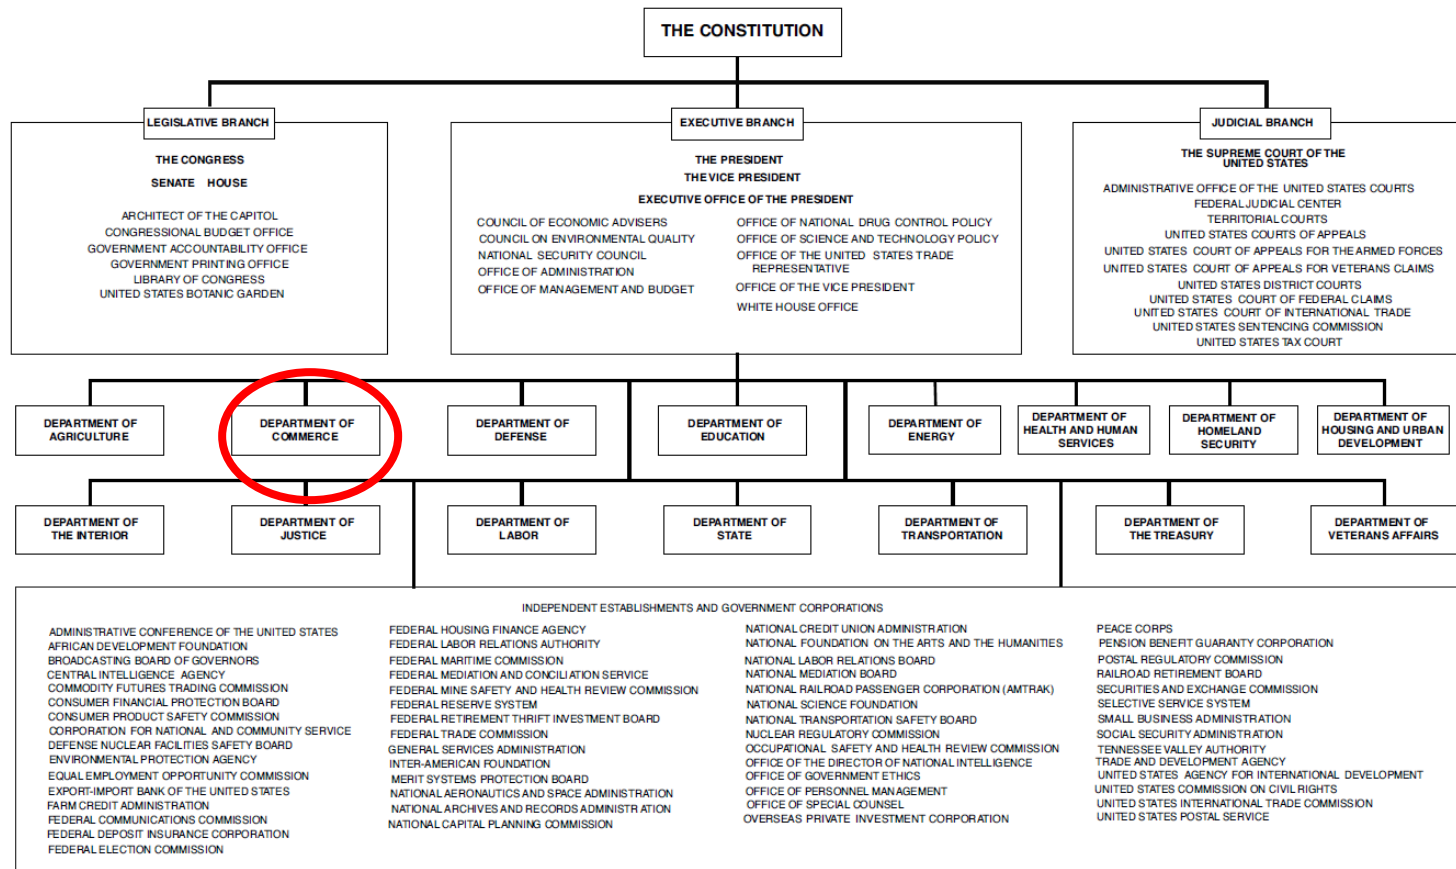 THE CONSTITUTION
LEGISLATIVE BRANCH
THE CONGRESS
SENATE HOUSE
ARCHITECT OF THE CAPITOL
CONGRESSIONAL BUDGET OFFICE
GOVERNMENT ACCOUNTABILITY OFFICE
GOVERNMENT PRINTING OFFICE
LIBRARY OF CONGRESS
UNITED STATES BOTANIC GARDEN
EXECUTIVE BRANCH
THE PRESIDENT
THE VICE PRESIDENT
EXECUTIVE OFFICE OF THE PRESIDENT
COUNCIL OF ECONOMIC ADVISERS
COUNCIL ON ENVIRONMENTAL QUALITY
NATIONAL SECURITY COUNCIL
OFFICE OF ADMINISTRATION
OFFICE OF MANAGEMENT AND BUDGET
OFFICE OF NATIONAL DRUG CONTROL POLICY
OFFICE OF SCIENCE AND TECHNOLOGY POLICY
OFFICE OF THE UNITED STATES TRADE
REPRESENTATIVE
OFFICE OF THE VICE PRESIDENT
WHITE HOUSE OFFICE
JUDICIAL BRANCH
THE SUPREME COURT OF THE
UNITED STATES
ADMINISTRATIVE OFFICE OF THE UNITED STATES COURTS
FEDERAL JUDICIAL CENTER
TERRITORIAL COURTS
UNITED STATES COURTS OF APPEALS
UNITED STATES COURT OF APPEALS FOR THE ARMED FORCES
UNITED STATES COURT OF APPEALS FOR VETERANS CLAIMS
UNITED STATES DISTRICT COURTS
UNITED STATES COURT OF FEDERAL CLAIMS
UNITED STATES COURT OF INTERNATIONAL TRADE
UNITED STATES SENTENCING COMMISSION
UNITED STATES TAX COURT
DEPARTMENT OF
AGRICULTURE
DEPARTMENT OF
COMMERCE
DEPARTMENT OF
DEFENSE
DEPARTMENT OF
EDUCATION
DEPARTMENT OF
ENERGY
DEPARTMENT OF
HEALTH AND HUMAN
SERVICES
DEPARTMENT OF
HOMELAND
SECURITY
DEPARTMENT OF
HOUSING AND URBAN
DEVELOPMENT
DEPARTMENT OF
THE INTERIOR
DEPARTMENT OF
JUSTICE
DEPARTMENT OF
LABOR
DEPARTMENT OF
STATE
DEPARTMENT OF
TRANSPORTATION
DEPARTMENT OF
THE TREASURY
DEPARTMENT OF
VETERANS AFFAIRS
INDEPENDENT ESTABLISHMENTS AND GOVERNMENT CORPORATIONS
ADMINISTRATIVE CONFERENCE OF THE UNITED STATES
AFRICAN DEVELOPMENT FOUNDATION
BROADCASTING BOARD OF GOVERNORS
CENTRAL INTELLIGENCE AGENCY
COMMODITY FUTURES TRADING COMMISSION
CONSUMER FINANCIAL PROTECTION BOARD
CONSUMER PRODUCT SAFETY COMMISSION
CORPORATION FOR NATIONAL AND COMMUNITY SERVICE
DEFENSE NUCLEAR FACILITIES SAFETY BOARD
ENVIRONMENTAL PROTECTION AGENCY
EQUAL EMPLOYMENT OPPORTUNITY COMMISSION
EXPORT-IMPORT BANK OF THE UNITED STATES
FARM CREDIT ADMINISTRATION
FEDERAL COMMUNICATIONS COMMISSION
FEDERAL DEPOSIT INSURANCE CORPORATION
FEDERAL ELECTION COMMISSION
FEDERAL HOUSING FINANCE AGENCY
FEDERAL LABOR RELATIONS AUTHORITY
FEDERAL MARITIME COMMISSION
FEDERAL MEDIATION AND CONCILIATION SERVICE
FEDERAL MINE SAFETY AND HEALTH REVIEW COMMISSION
FEDERAL RESERVE SYSTEM
FEDERAL RETIREMENT THRIFT INVESTMENT BOARD
FEDERAL TRADE COMMISSION
GENERAL SERVICES ADMINISTRATION
INTER-AMERICAN FOUNDATION
MERIT SYSTEMS PROTECTION BOARD
NATIONAL AERONAUTICS AND SPACE ADMINISTRATION
NATIONAL ARCHIVES AND RECORDS ADMINISTRATION
NATIONAL CAPITAL PLANNING COMMISSION
NATIONAL CREDIT UNION ADMINISTRATION
NATIONAL FOUNDATION ON THE ARTS AND THE HUMANITIES
NATIONAL LABOR RELATIONS BOARD
NATIONAL MEDIATION BOARD
NATIONAL RAILROAD PASSENGER CORPORATION (AMTRAK)
NATIONAL SCIENCE FOUNDATION
NATIONAL TRANSPORTATION SAFETY BOARD
NUCLEAR REGULATORY COMMISSION
OCCUPATIONAL SAFETY AND HEALTH REVIEW COMMISSION
OFFICE OF THE DIRECTOR OF NATIONAL INTELLIGENCE
OFFICE OF GOVERNMENT ETHICS
OFFICE OF PERSONNEL MANAGEMENT
OFFICE OF SPECIAL COUNSEL
OVERSEAS PRIVATE INVESTMENT CORPORATION
PEACE CORPS
PENSION BENEFIT GUARANTY CORPORATION
POSTAL REGULATORY COMMISSION
RAILROAD RETIREMENT BOARD
SECURITIES AND EXCHANGE COMMISSION
SELECTIVE SERVICE SYSTEM
SMALL BUSINESS ADMINISTRATION
SOCIAL SECURITY ADMINISTRATION
TENNESSEE VALLEY AUTHORITY
TRADE AND DEVELOPMENT AGENCY
UNITED STATES AGENCY FOR INTERNATIONAL DEVELOPMENT
UNITED STATES COMMISSION ON CIVIL RIGHTS
UNITED STATES INTERNATIONAL TRADE COMMISSION
UNITED STATES POSTAL SERVICE